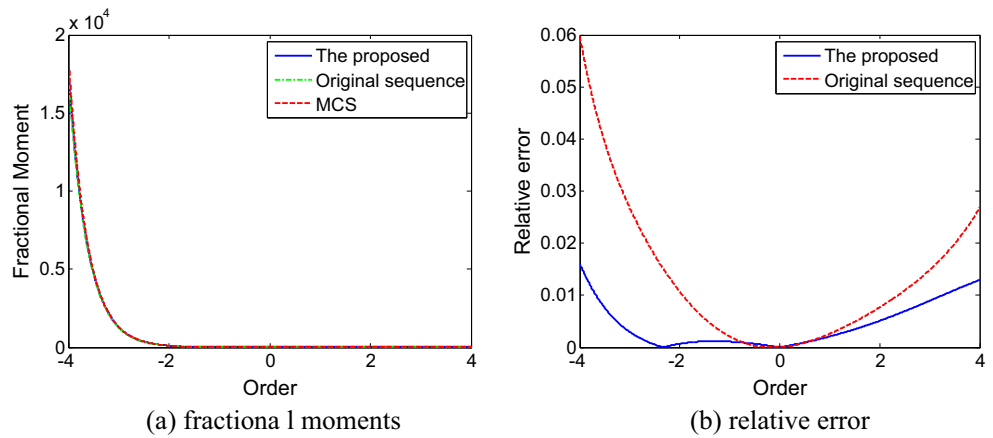 x 10⁴
2
1.5
1
0.5
0
Fractional Moment
The proposed
Original sequence
MCS
-4 -2 0 2 4
Order
(a) fractiona l moments
0.06
0.05
0.04
0.03
0.02
0.01
0
Relative error
The proposed
Original sequence
-4 -2 0 2 4
Order
(b) relative error